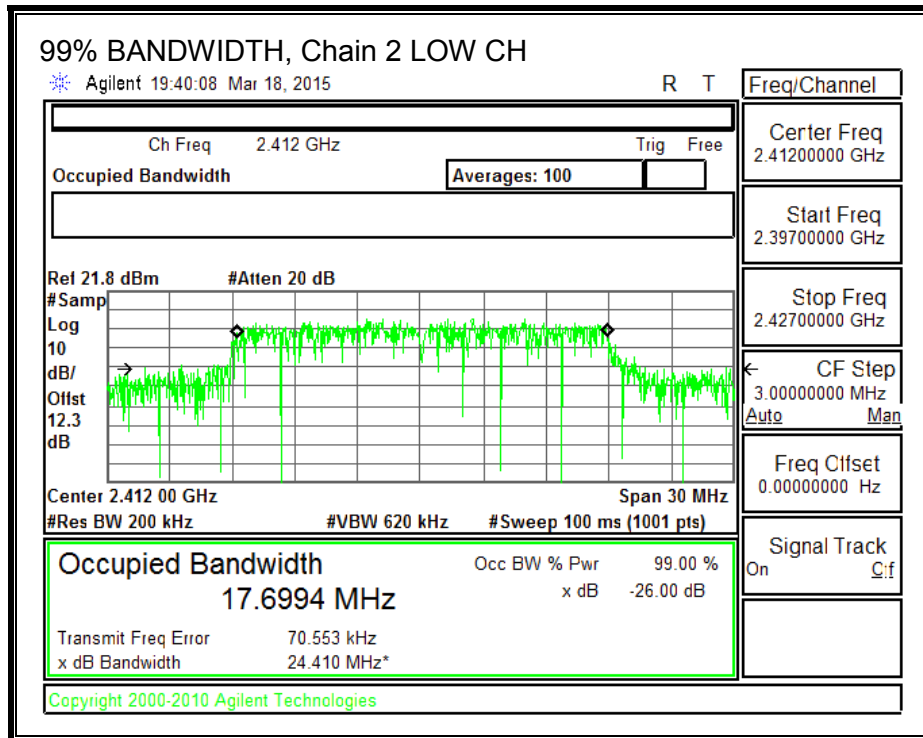 99% BANDWIDTH, Chain 2 LOW CH
Agilent 19:40:08 Mar 18, 2015 R T
Freq/Channel
Ch Freq 2.412 GHz Trig Free
Occupied Bandwidth Averages: 100
Center Freq
2.41200000 GHz
Start Freq
2.39700000 GHz
Stop Freq
2.42700000 GHz
CF Step
3.00000000 MHz
Auto Man
Freq Offset
0.00000000 Hz
Signal Track
On Off
Ref 21.8 dBm #Atten 20 dB
#Samp
Log
10
dB/
Offst
12.3
dB
Center 2.412 00 GHz Span 30 MHz
#Res BW 200 kHz #VBW 620 kHz #Sweep 100 ms (1001 pts)
Occupied Bandwidth Occ BW % Pwr 99.00 %
17.6994 MHz x dB -26.00 dB
Transmit Freq Error 70.553 kHz
x dB Bandwidth 24.410 MHz*
Copyright 2000-2010 Agilent Technologies